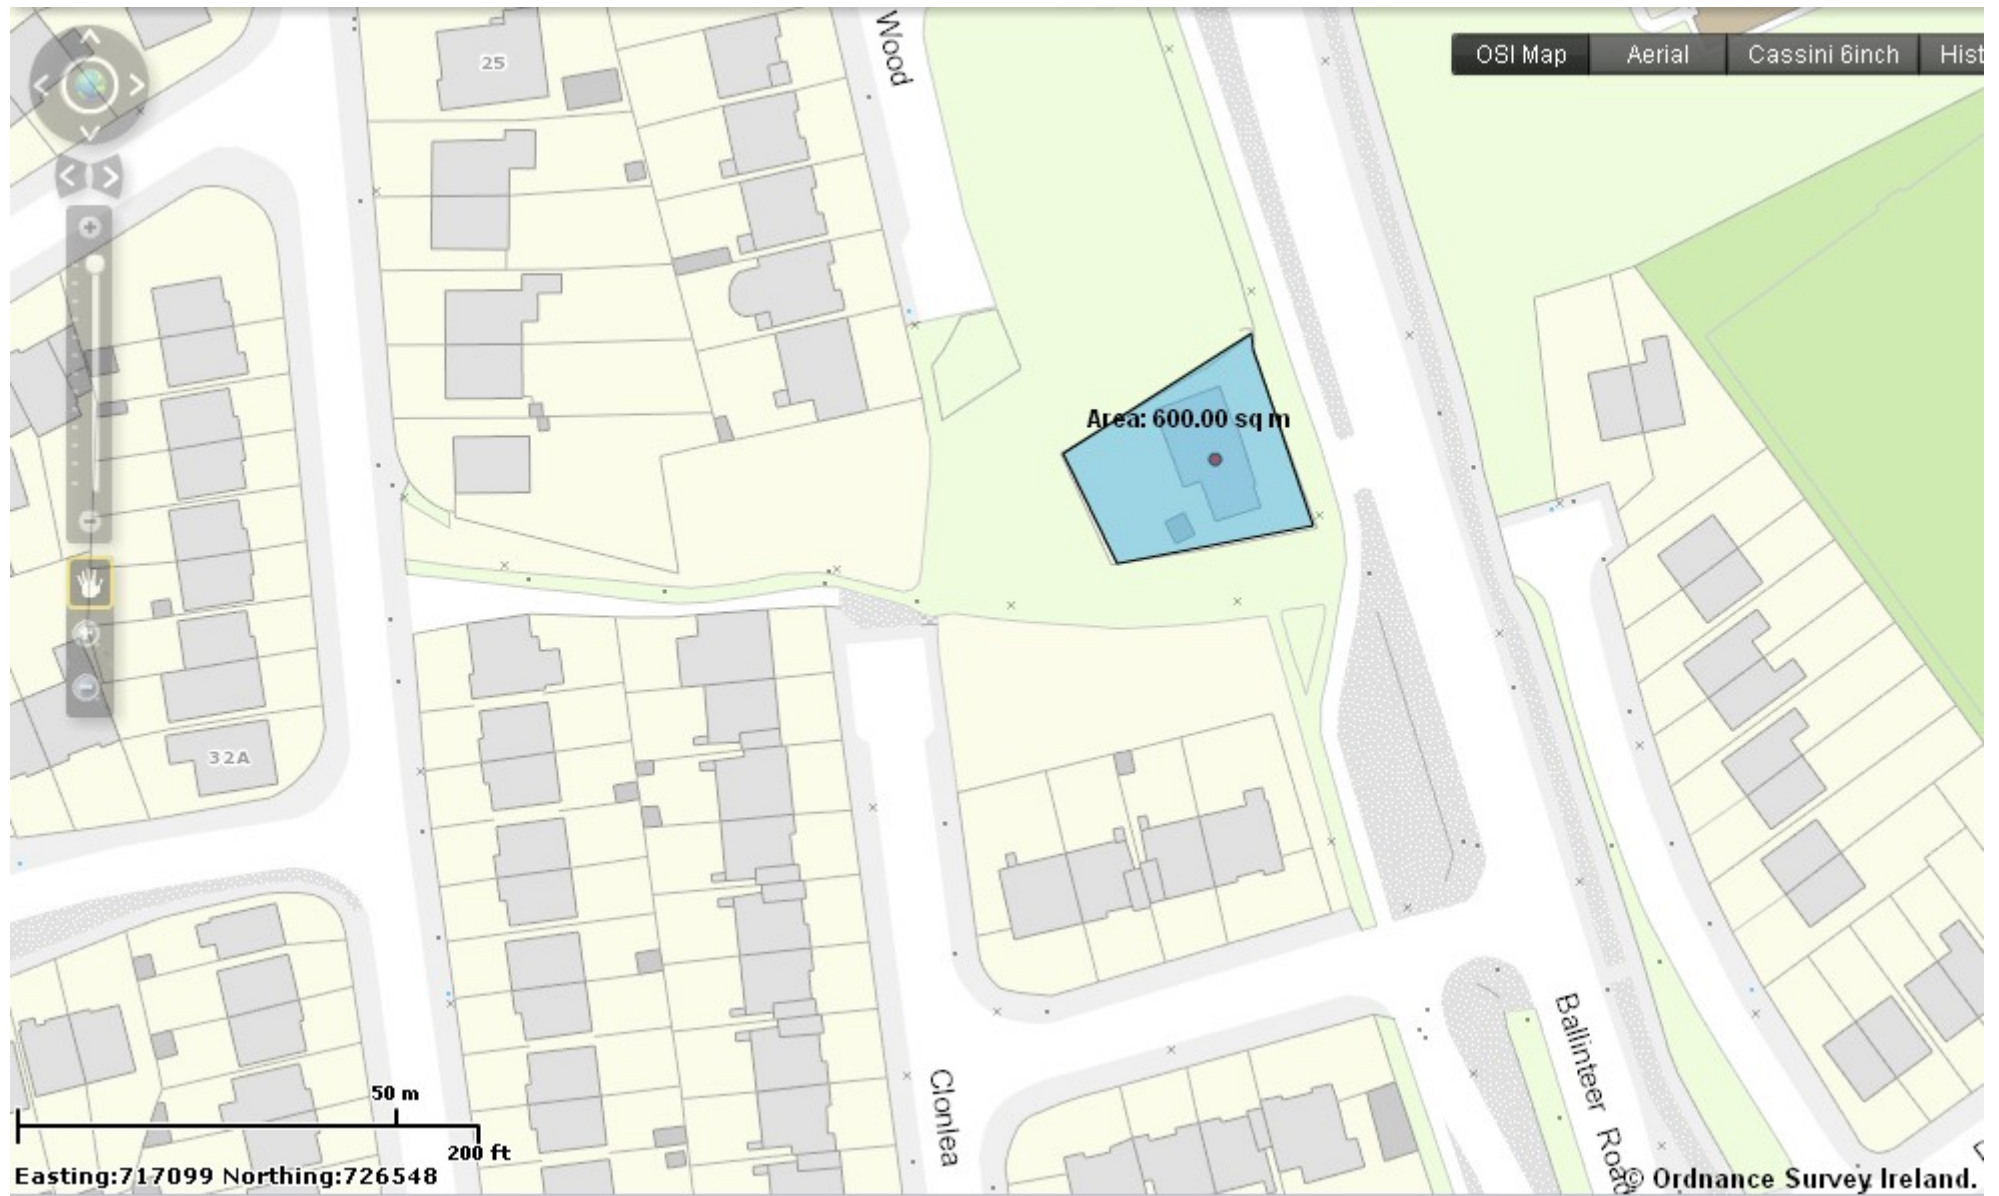 Wood
25
OSI Map
Aerial
Cassini 6inch
Hist
Area: 600.00 sq m
32A
50 m
200 ft
Easting:717099 Northing:726548
Clonlea
Ballinteer Road
© Ordnance Survey Ireland.